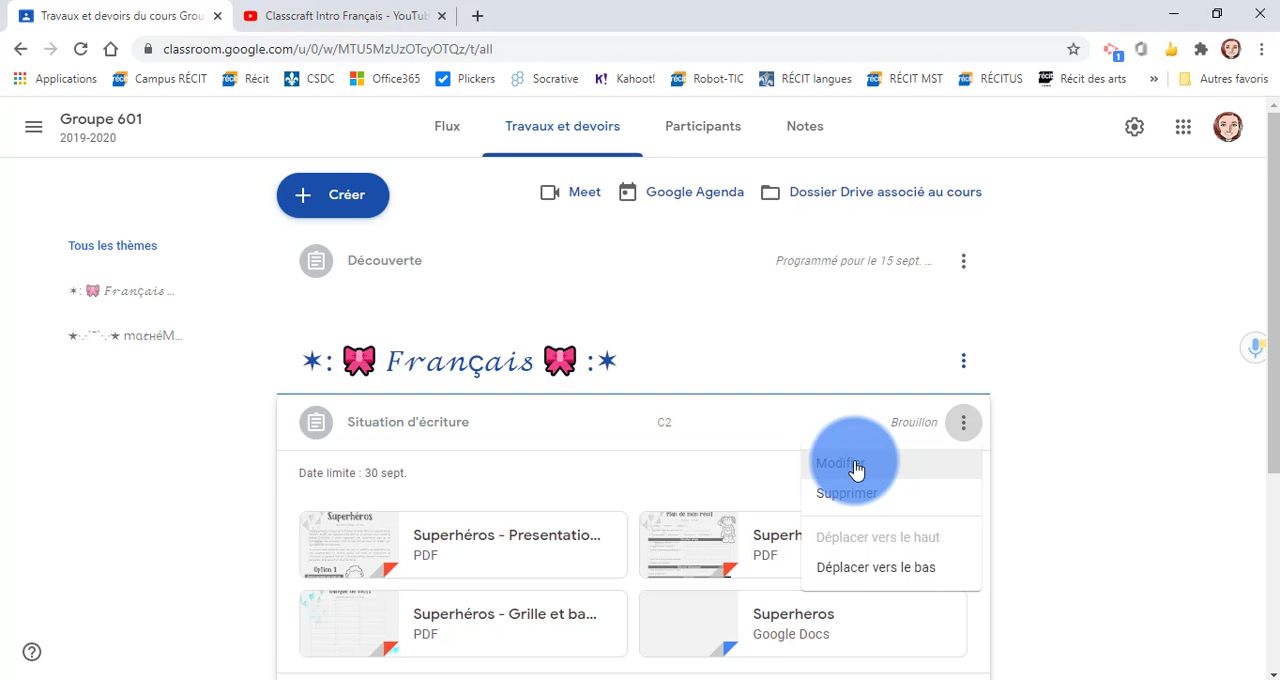 Travaux et devoirs du cours Grou
Classcraft Intro Français - YouTub
classroom.google.com/u/0/w/MTU5MzUzOTcyOTQz/t/all
Applications
Campus RÉCIT
Récit
CSDC
Office365
Plickers
Socrative
Kahoot!
Robot TIC
RÉCIT langues
RÉCIT MST
RÉCITUS
Récit des arts
»
Autres favoris
Groupe 601
2019-2020
Flux
Travaux et devoirs
Participants
Notes
Créer
Meet
Google Agenda
Dossier Drive associé au cours
Tous les thèmes
✶: 🎀 𝓕𝓻𝓪𝓷ç𝓪𝓲𝓼 ...
Découverte
Programmé pour le 15 sept. ...
✶: 🎀 𝓕𝓻𝓪𝓷ç𝓪𝓲𝓼 🎀 :✶
Situation d'écriture
C2
Brouillon
Modifier
Supprimer
Déplacer vers le haut
Déplacer vers le bas
Date limite : 30 sept.
Superhéros
Option 1
Superhéros - Presentatio...
PDF
Plan de mon récit
Superh
PDF
Superhéros - Grille et ba...
PDF
Superheros
Google Docs